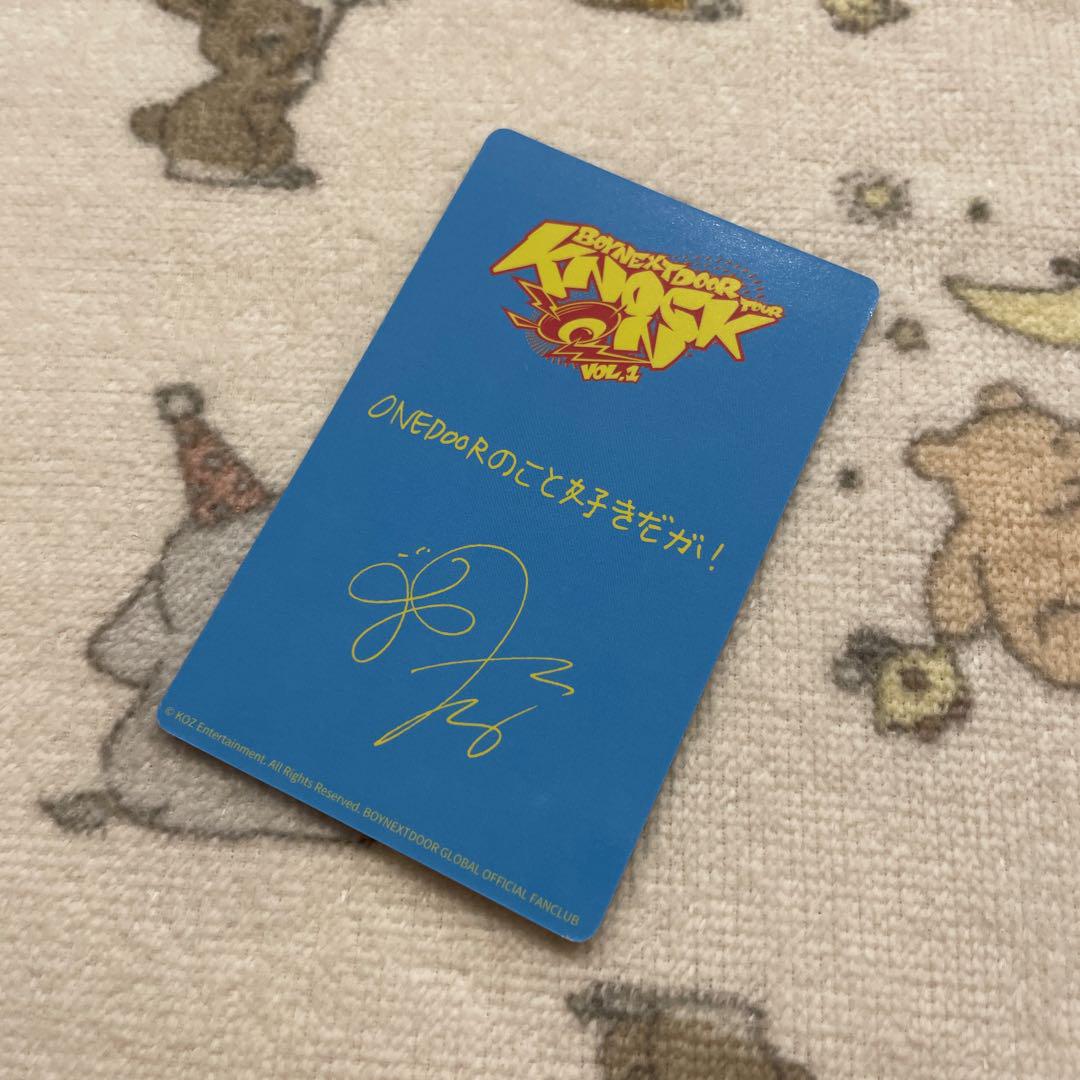 BOYNEXTDOOR TOUR
KNOCK
ON
VOL.1
ONEDOORのこと好きだが！
© KOZ Entertainment. All Rights Reserved. BOYNEXTDOOR GLOBAL OFFICIAL FANCLUB